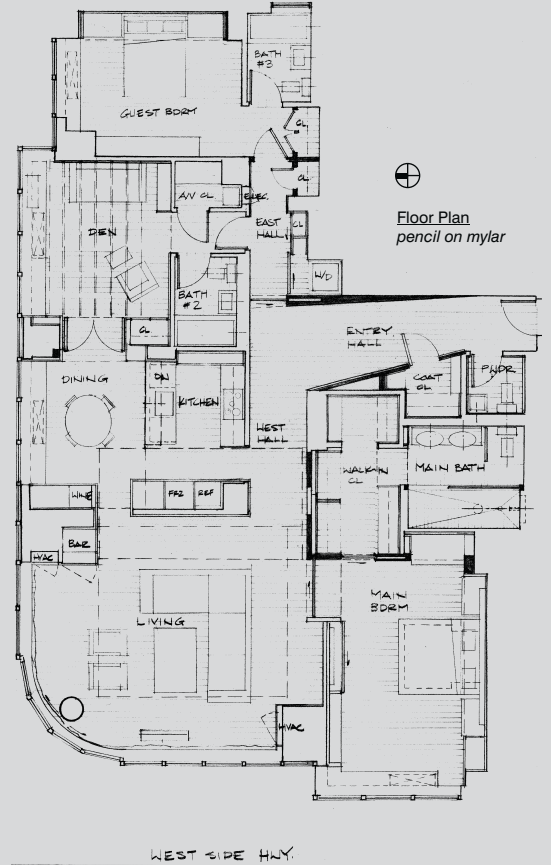 BATH
#3
GUEST BDRM
CL
CL
A/V CL
ELEC.
Floor Plan
pencil on mylar
DEN
EAST
HALL
CL
W/D
BATH
#2
CL
ENTRY
HALL
DINING
DW
KITCHEN
COAT
CL
PWDR
WEST
HALL
WALK-IN
CL
MAIN BATH
WINE
FRZ
REF
BAR
HVAC
MAIN
BDRM
LIVING
HVAC
WEST SIDE HWY.